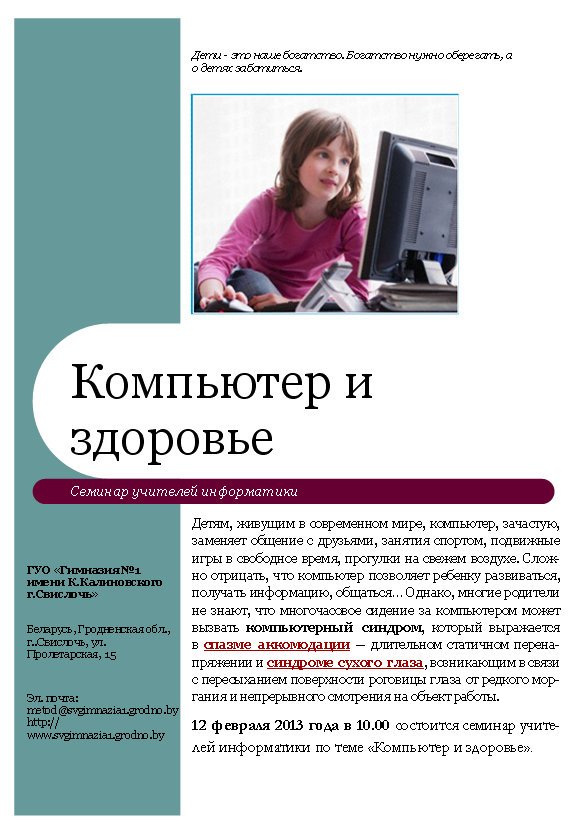 Дети - это наше богатство. Богатство нужно оберегать, а
о детях заботиться.
Компьютер и
здоровье
Семинар учителей информатики
Детям, живущим в современном мире, компьютер, зачастую,
заменяет общение с друзьями, занятия спортом, подвижные
игры в свободное время, прогулки на свежем воздухе. Слож-
но отрицать, что компьютер позволяет ребенку развиваться,
получать информацию, общаться... Однако, многие родители
не знают, что многочасовое сидение за компьютером может
вызвать компьютерный синдром, который выражается
в спазме аккомодации — длительном статичном перена-
пряжении и синдроме сухого глаза, возникающим в связи
с пересыханием поверхности роговицы глаза от редкого мор-
гания и непрерывного смотрения на объект работы.
12 февраля 2013 года в 10.00 состоится семинар учите-
лей информатики по теме «Компьютер и здоровье».
ГУО «Гимназия №1
имени К.Калиновского
г.Свислочь»
Беларусь, Гродненская обл.,
г..Свислочь, ул.
Пролетарская, 15
Эл. почта:
metod@svgimnazia1.grodno.by
http://
www.svgimnazia1.grodno.by